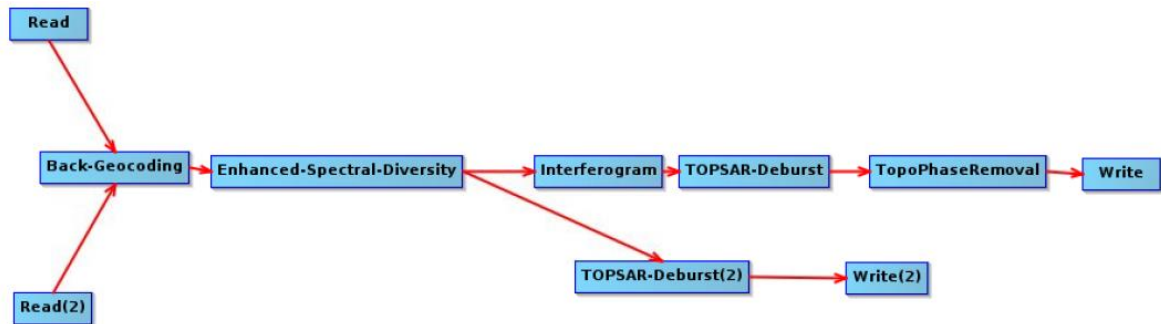 Read
Back-Geocoding
Enhanced-Spectral-Diversity
Interferogram
TOPSAR-Deburst
TopoPhaseRemoval
Write
TOPSAR-Deburst(2)
Write(2)
Read(2)